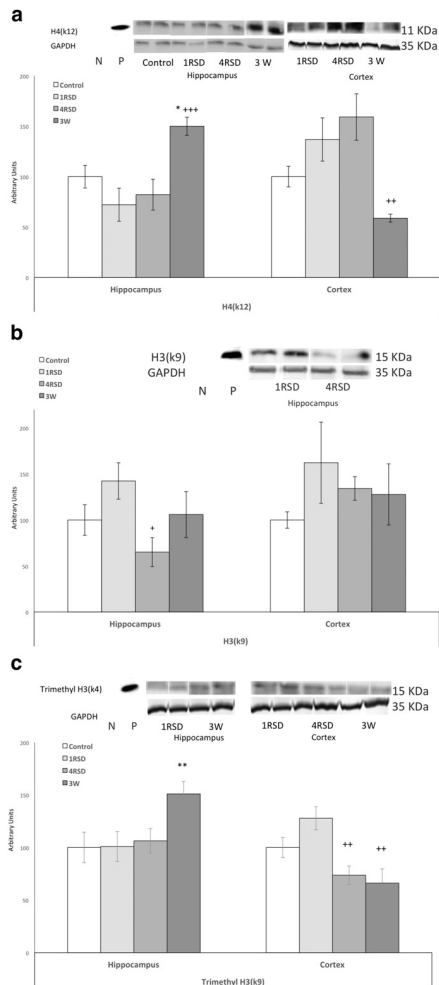 a
H4(k12) 11 KDa
GAPDH 35 KDa
N P Control 1RSD 4RSD 3 W 1RSD 4RSD 3 W
Hippocampus Cortex
Control
1RSD
4RSD
3W
Arbitrary Units
200
150
100
50
0
* +++
++
Hippocampus Cortex
H4(k12)
b
H3(k9) 15 KDa
GAPDH 35 KDa
N P 1RSD 4RSD
Hippocampus
Control
1RSD
4RSD
3W
Arbitrary Units
200
150
100
50
0
+
Hippocampus Cortex
H3(k9)
c
Trimethyl H3(k4) 15 KDa
GAPDH 35 KDa
N P 1RSD 3W 1RSD 4RSD 3W
Hippocampus Cortex
Control
1RSD
4RSD
3W
Arbitrary Units
200
150
100
50
0
**
++
++
Hippocampus Cortex
Trimethyl H3(k9)